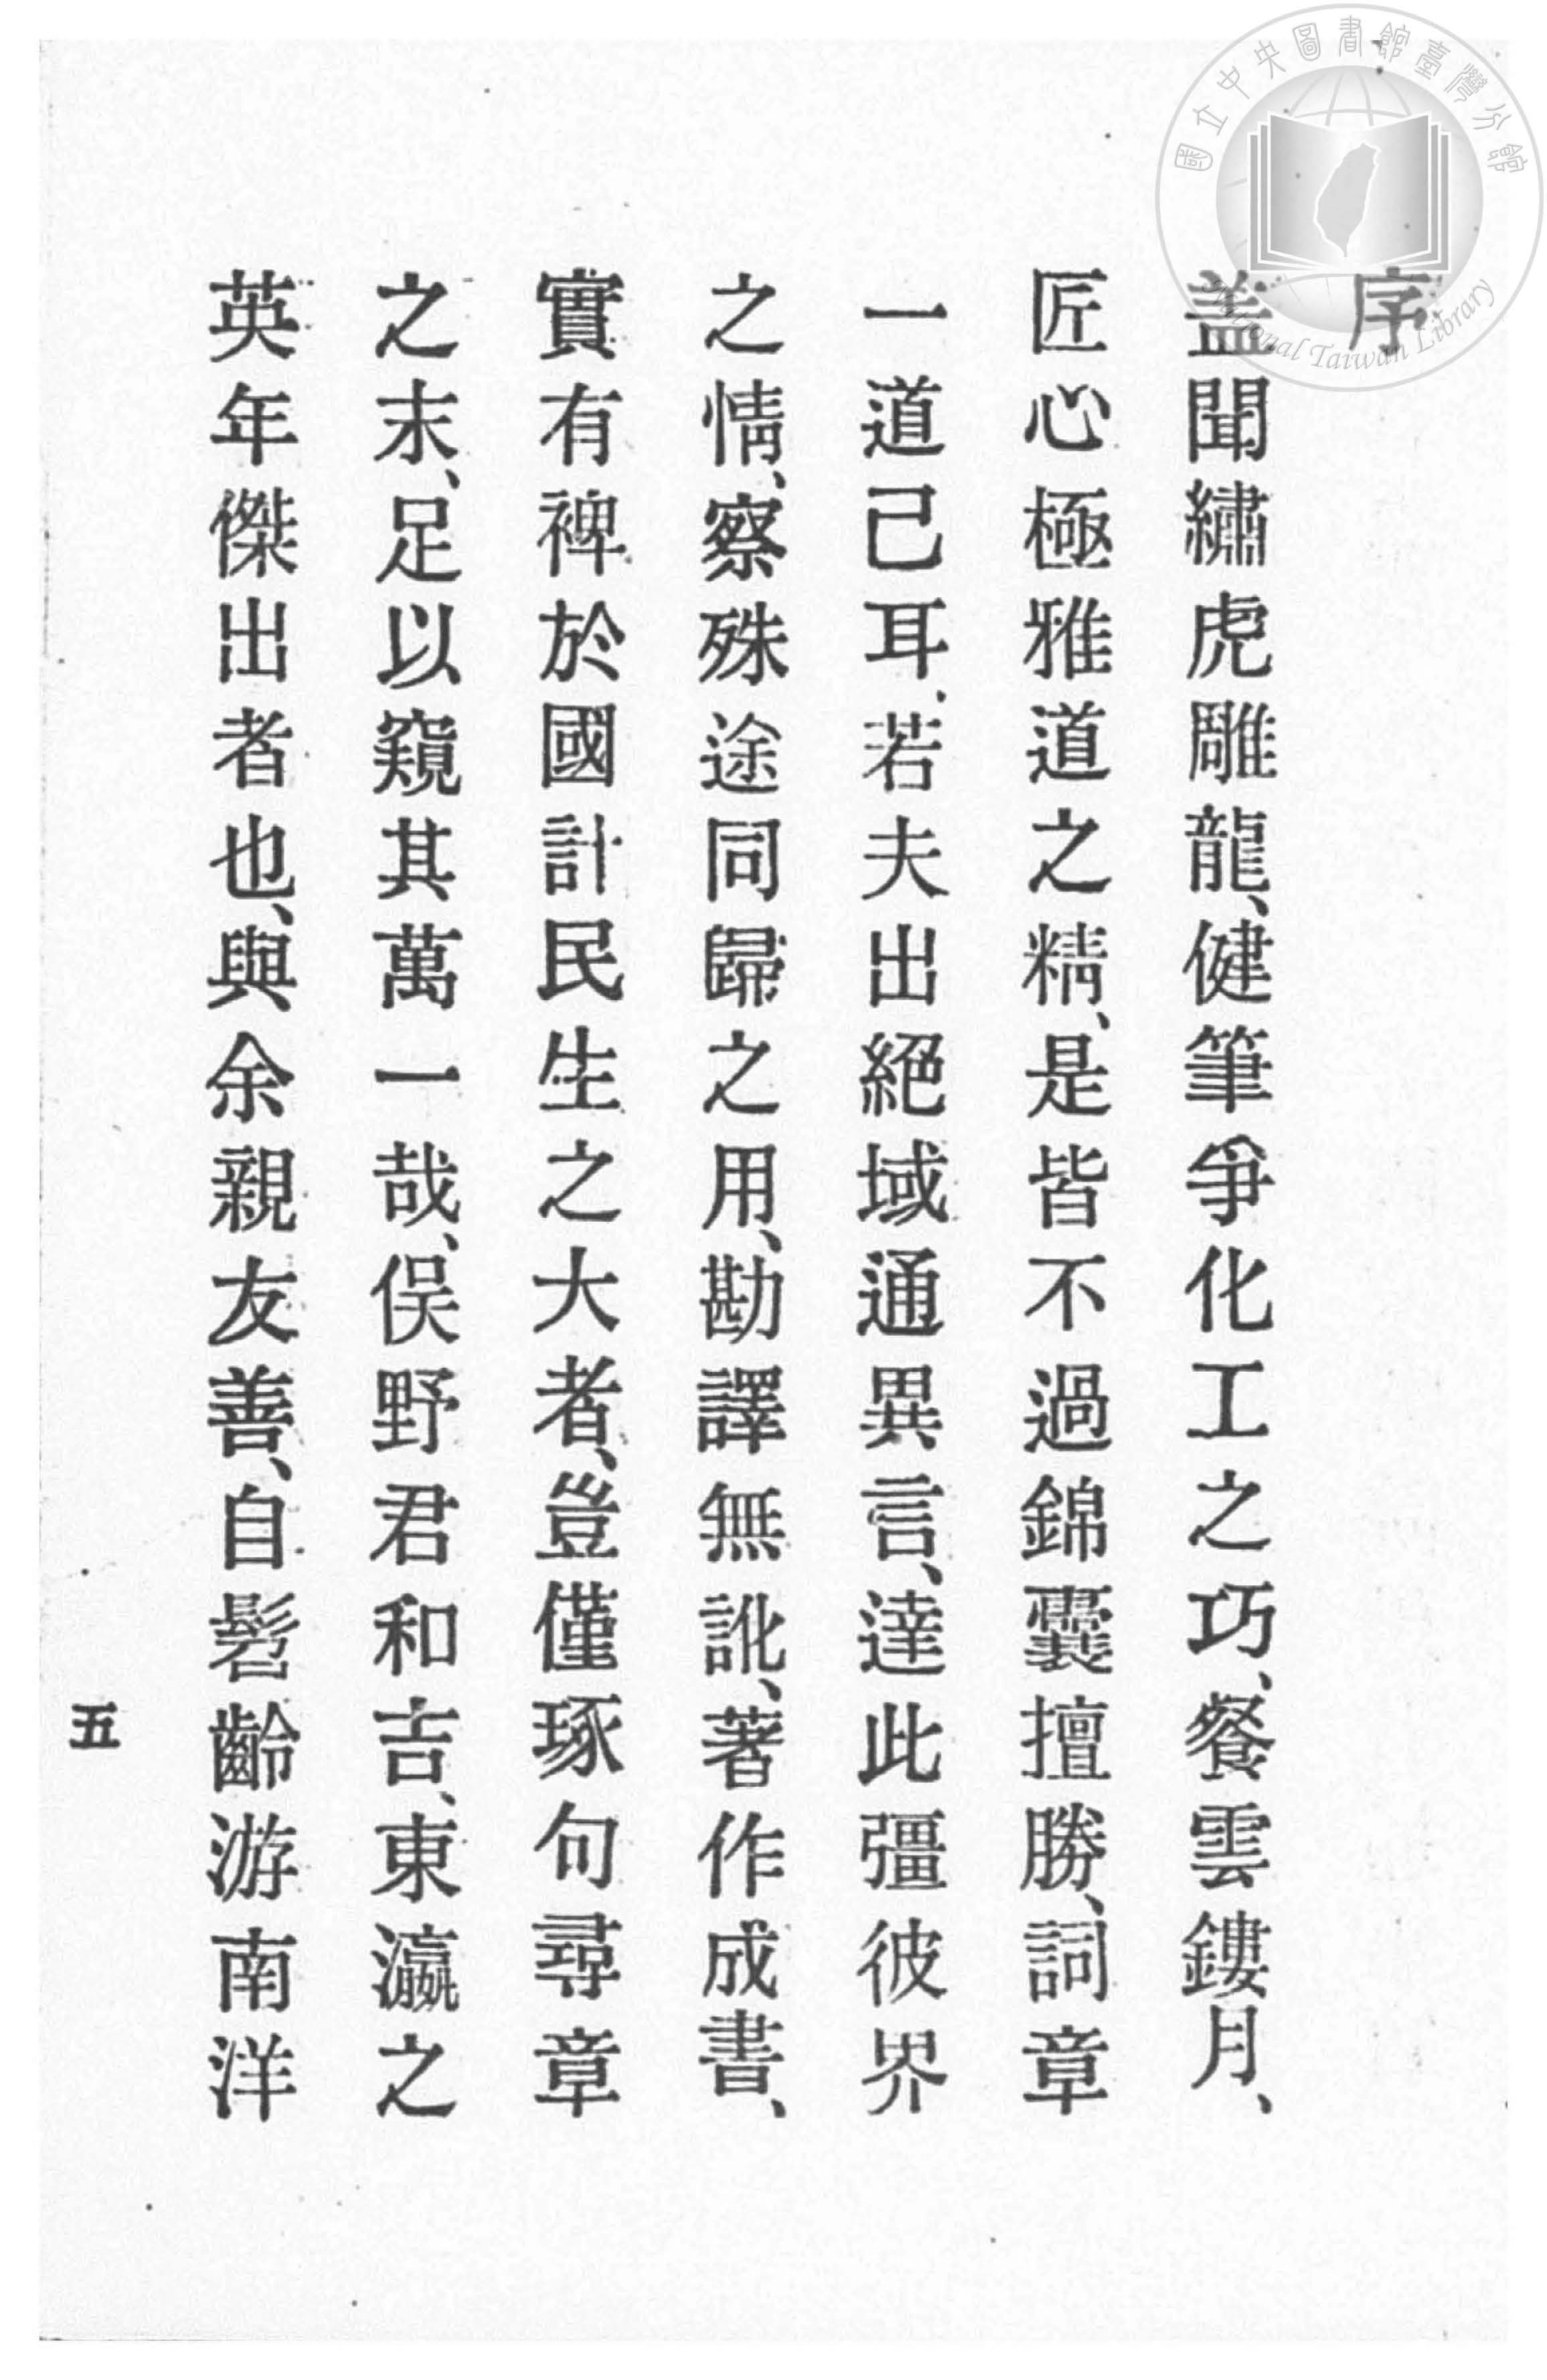 國立中央圖書館臺灣分館
National Taiwan Library
序
盖聞繡虎雕龍、健筆爭化工之巧、餐雲鏤月、
匠心極雅道之精、是皆不過錦囊擅勝、詞章
一道己耳、若夫出絕域通異言、達此彊彼界
之情、察殊途同歸之用、勘譯無訛、著作成書、
實有裨於國計民生之大者、豈僅琢句尋章
之末、足以窺其萬一哉、俣野君和吉、東瀛之
英年傑出者也、與余親友善、自髫齡游南洋
五